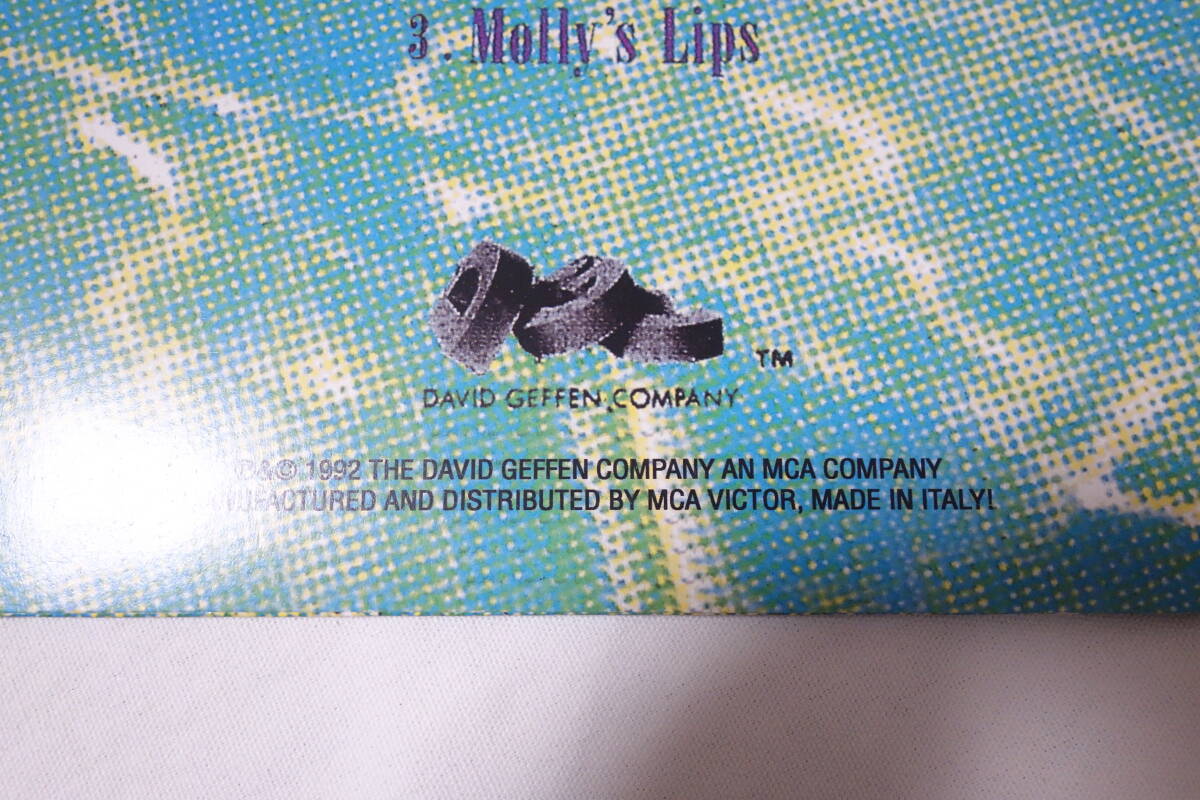 3. Molly's Lips
TM
DAVID GEFFEN COMPANY
© 1992 THE DAVID GEFFEN COMPANY AN MCA COMPANY
AND DISTRIBUTED BY MCA VICTOR, MADE IN ITALY!